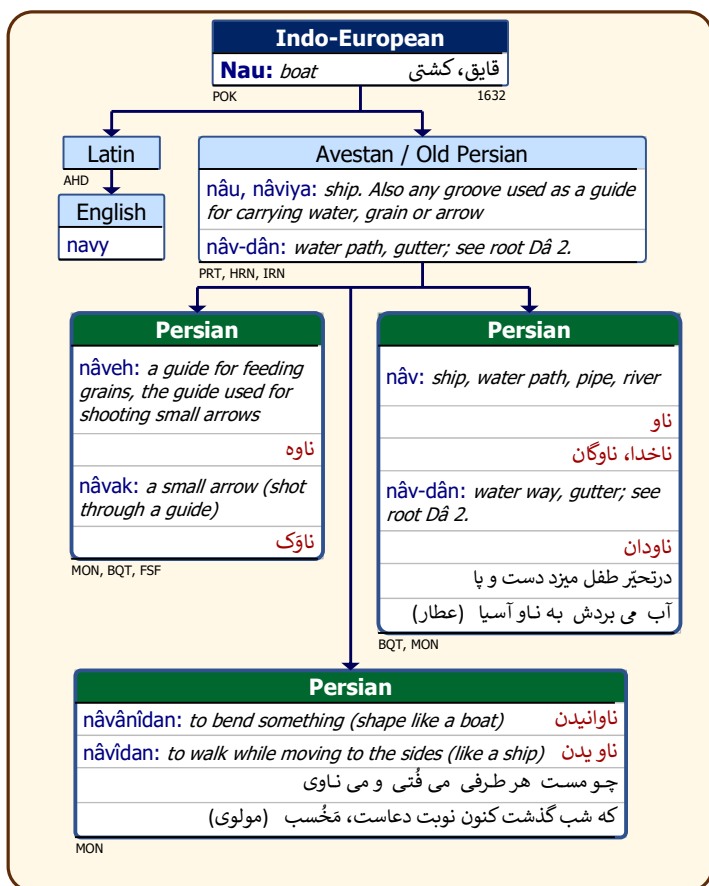 Indo-European
Nau: boat قایق، کشتی
POK 1632
Latin
AHD
English
navy
Avestan / Old Persian
nâu, nâviya: ship. Also any groove used as a guide
for carrying water, grain or arrow
nâv-dân: water path, gutter; see root Dâ 2.
PRT, HRN, IRN
Persian
nâveh: a guide for feeding
grains, the guide used for
shooting small arrows
ناوه
nâvak: a small arrow (shot
through a guide)
ناوَک
MON, BQT, FSF
Persian
nâv: ship, water path, pipe, river
ناو
ناخدا، ناوگان
nâv-dân: water way, gutter; see
root Dâ 2.
ناودان
درتحیّر طفل میزد دست و پا
آب می بردش به ناو آسیا (عطار)
BQT, MON
Persian
nâvânîdan: to bend something (shape like a boat) ناوانیدن
nâvîdan: to walk while moving to the sides (like a ship) ناویدن
چو مست هر طرفی می فُتی و می ناوی
که شب گذشت کنون نوبت دعاست، مَخُسب (مولوی)
MON